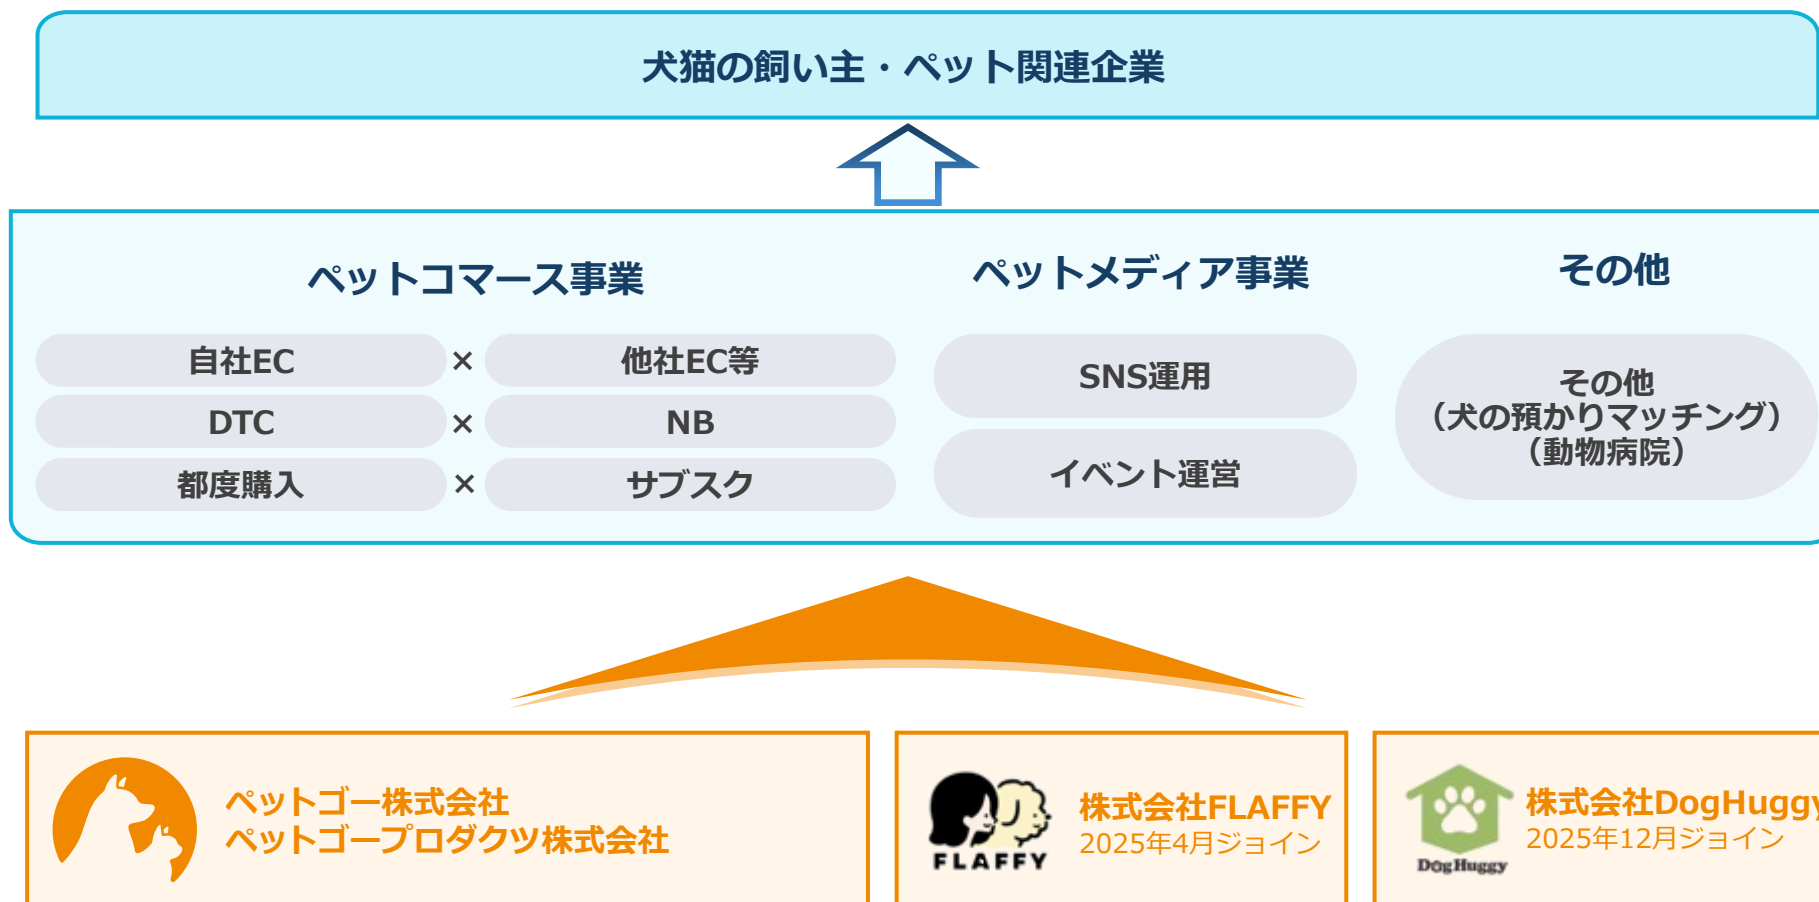 犬猫の飼い主・ペット関連企業
ペットコマース事業
自社EC × 他社EC等
DTC × NB
都度購入 × サブスク
ペットメディア事業
SNS運用
イベント運営
その他
その他
（犬の預かりマッチング）
（動物病院）
ペットゴー株式会社
ペットゴープロダクツ株式会社
FLAFFY
株式会社FLAFFY
2025年4月ジョイン
DogHuggy
株式会社DogHuggy
2025年12月ジョイン